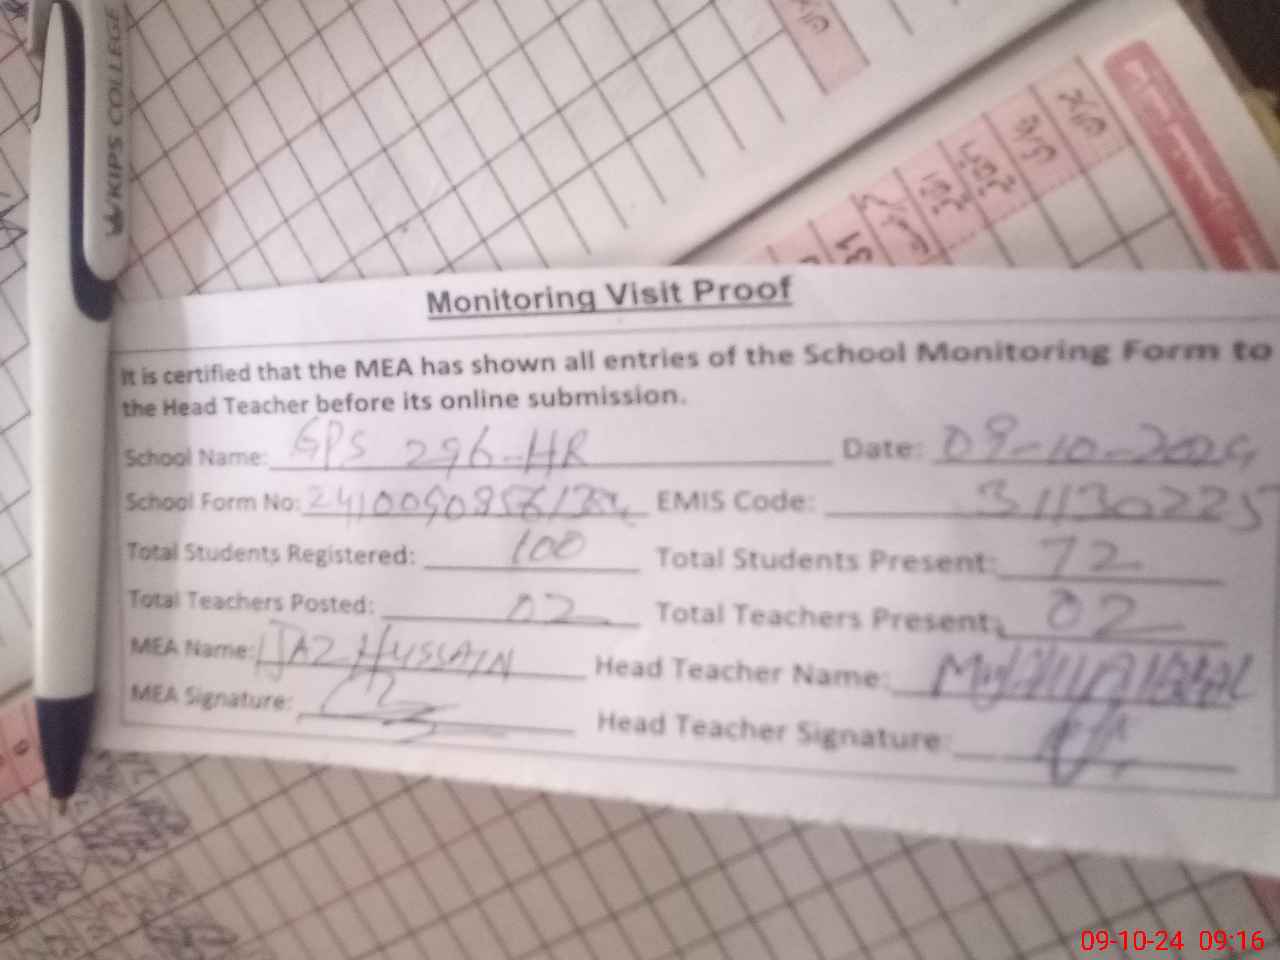 KIPS COLLEGE
Monitoring Visit Proof
It is certified that the MEA has shown all entries of the School Monitoring Form to
the Head Teacher before its online submission.
School Name: GPS 296-HR Date: 09-10-2024
School Form No: EMIS Code: 31130225
Total Students Registered: 100 Total Students Present: 72
Total Teachers Posted: 02 Total Teachers Present: 02
MEA Name: IJAZ HUSSAIN Head Teacher Name:
MEA Signature: Head Teacher Signature:
09-10-24 09:16